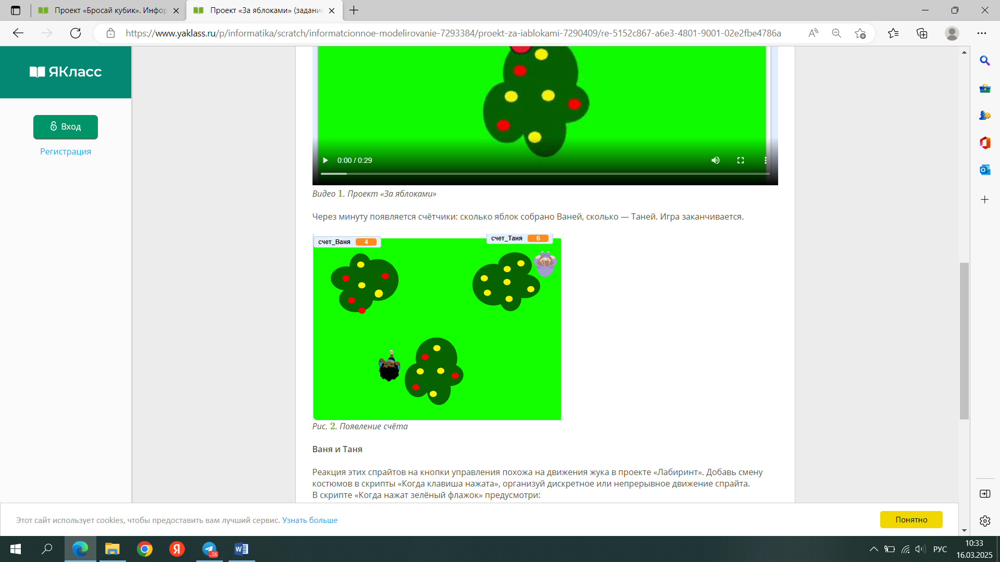 Проект «Бросай кубик». Инфор
Проект «За яблоками» (задание
https://www.yaklass.ru/p/informatika/scratch/informatcionnoe-modelirovanie-7293384/proekt-za-iablokami-7290409/re-5152c867-a6e3-4801-9001-02e2fbe4786a
ЯКласс
Вход
Регистрация
0:00 / 0:29
Видео 1. Проект «За яблоками»
Через минуту появляется счётчики: сколько яблок собрано Ваней, сколько — Таней. Игра заканчивается.
счет_Ваня 4
счет_Таня 6
Рис. 2. Появление счёта
Ваня и Таня
Реакция этих спрайтов на кнопки управления похожа на движения жука в проекте «Лабиринт». Добавь смену
костюмов в скрипты «Когда клавиша нажата», организуй дискретное или непрерывное движение спрайта.
В скрипте «Когда нажат зелёный флажок» предусмотри:
Этот сайт использует cookies, чтобы предоставить вам лучший сервис. Узнать больше
Понятно
..06
РУС
10:33
16.03.2025